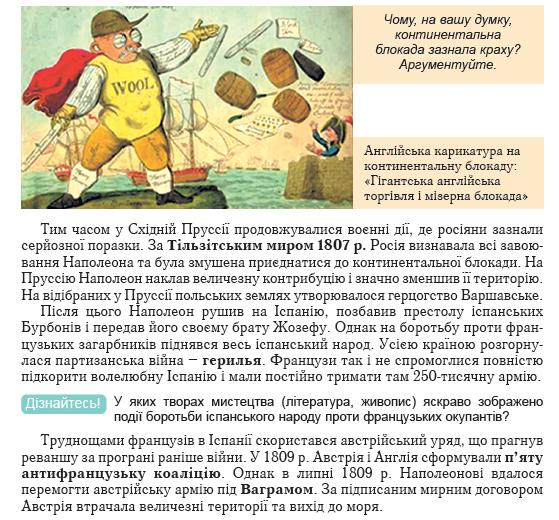 Чому, на вашу думку,
континентальна
блокада зазнала краху?
Аргументуйте.
WOOL
Англійська карикатура на
континентальну блокаду:
«Гігантська англійська
торгівля і мізерна блокада»
Тим часом у Східній Пруссії продовжувалися воєнні дії, де росіяни зазнали
серйозної поразки. За Тільзітським миром 1807 р. Росія визнавала всі завою-
вання Наполеона та була змушена приєднатися до континентальної блокади. На
Пруссію Наполеон наклав величезну контрибуцію і значно зменшив її територію.
На відібраних у Пруссії польських землях утворювалося герцогство Варшавське.
Після цього Наполеон рушив на Іспанію, позбавив престолу іспанських
Бурбонів і передав його своєму брату Жозефу. Однак на боротьбу проти фран-
цузьких загарбників піднявся весь іспанський народ. Усією країною розгорну-
лася партизанська війна – герилья. Французи так і не спромоглися повністю
підкорити волелюбну Іспанію і мали постійно тримати там 250-тисячну армію.
Дізнайтесь! У яких творах мистецтва (література, живопис) яскраво зображено
події боротьби іспанського народу проти французьких окупантів?
Труднощами французів в Іспанії скористався австрійський уряд, що прагнув
реваншу за програні раніше війни. У 1809 р. Австрія і Англія сформували п’яту
антифранцузьку коаліцію. Однак в липні 1809 р. Наполеонові вдалося
перемогти австрійську армію під Ваграмом. За підписаним мирним договором
Австрія втрачала величезні території та вихід до моря.